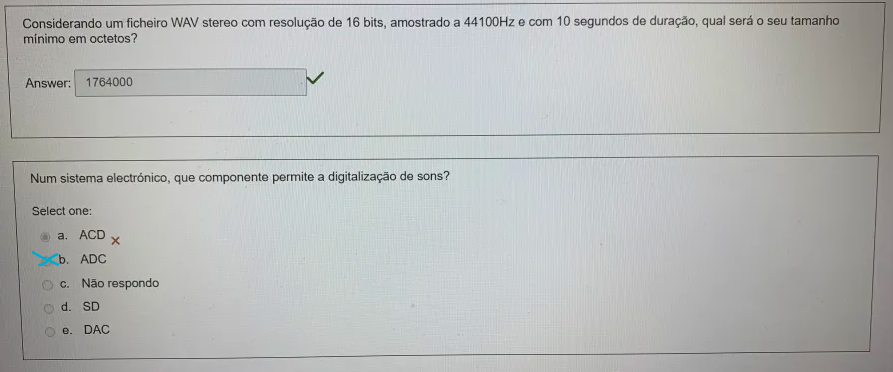 Considerando um ficheiro WAV stereo com resolução de 16 bits, amostrado a 44100Hz e com 10 segundos de duração, qual será o seu tamanho
mínimo em octetos?
Answer: 1764000
Num sistema electrónico, que componente permite a digitalização de sons?
Select one:
a. ACD
b. ADC
c. Não respondo
d. SD
e. DAC